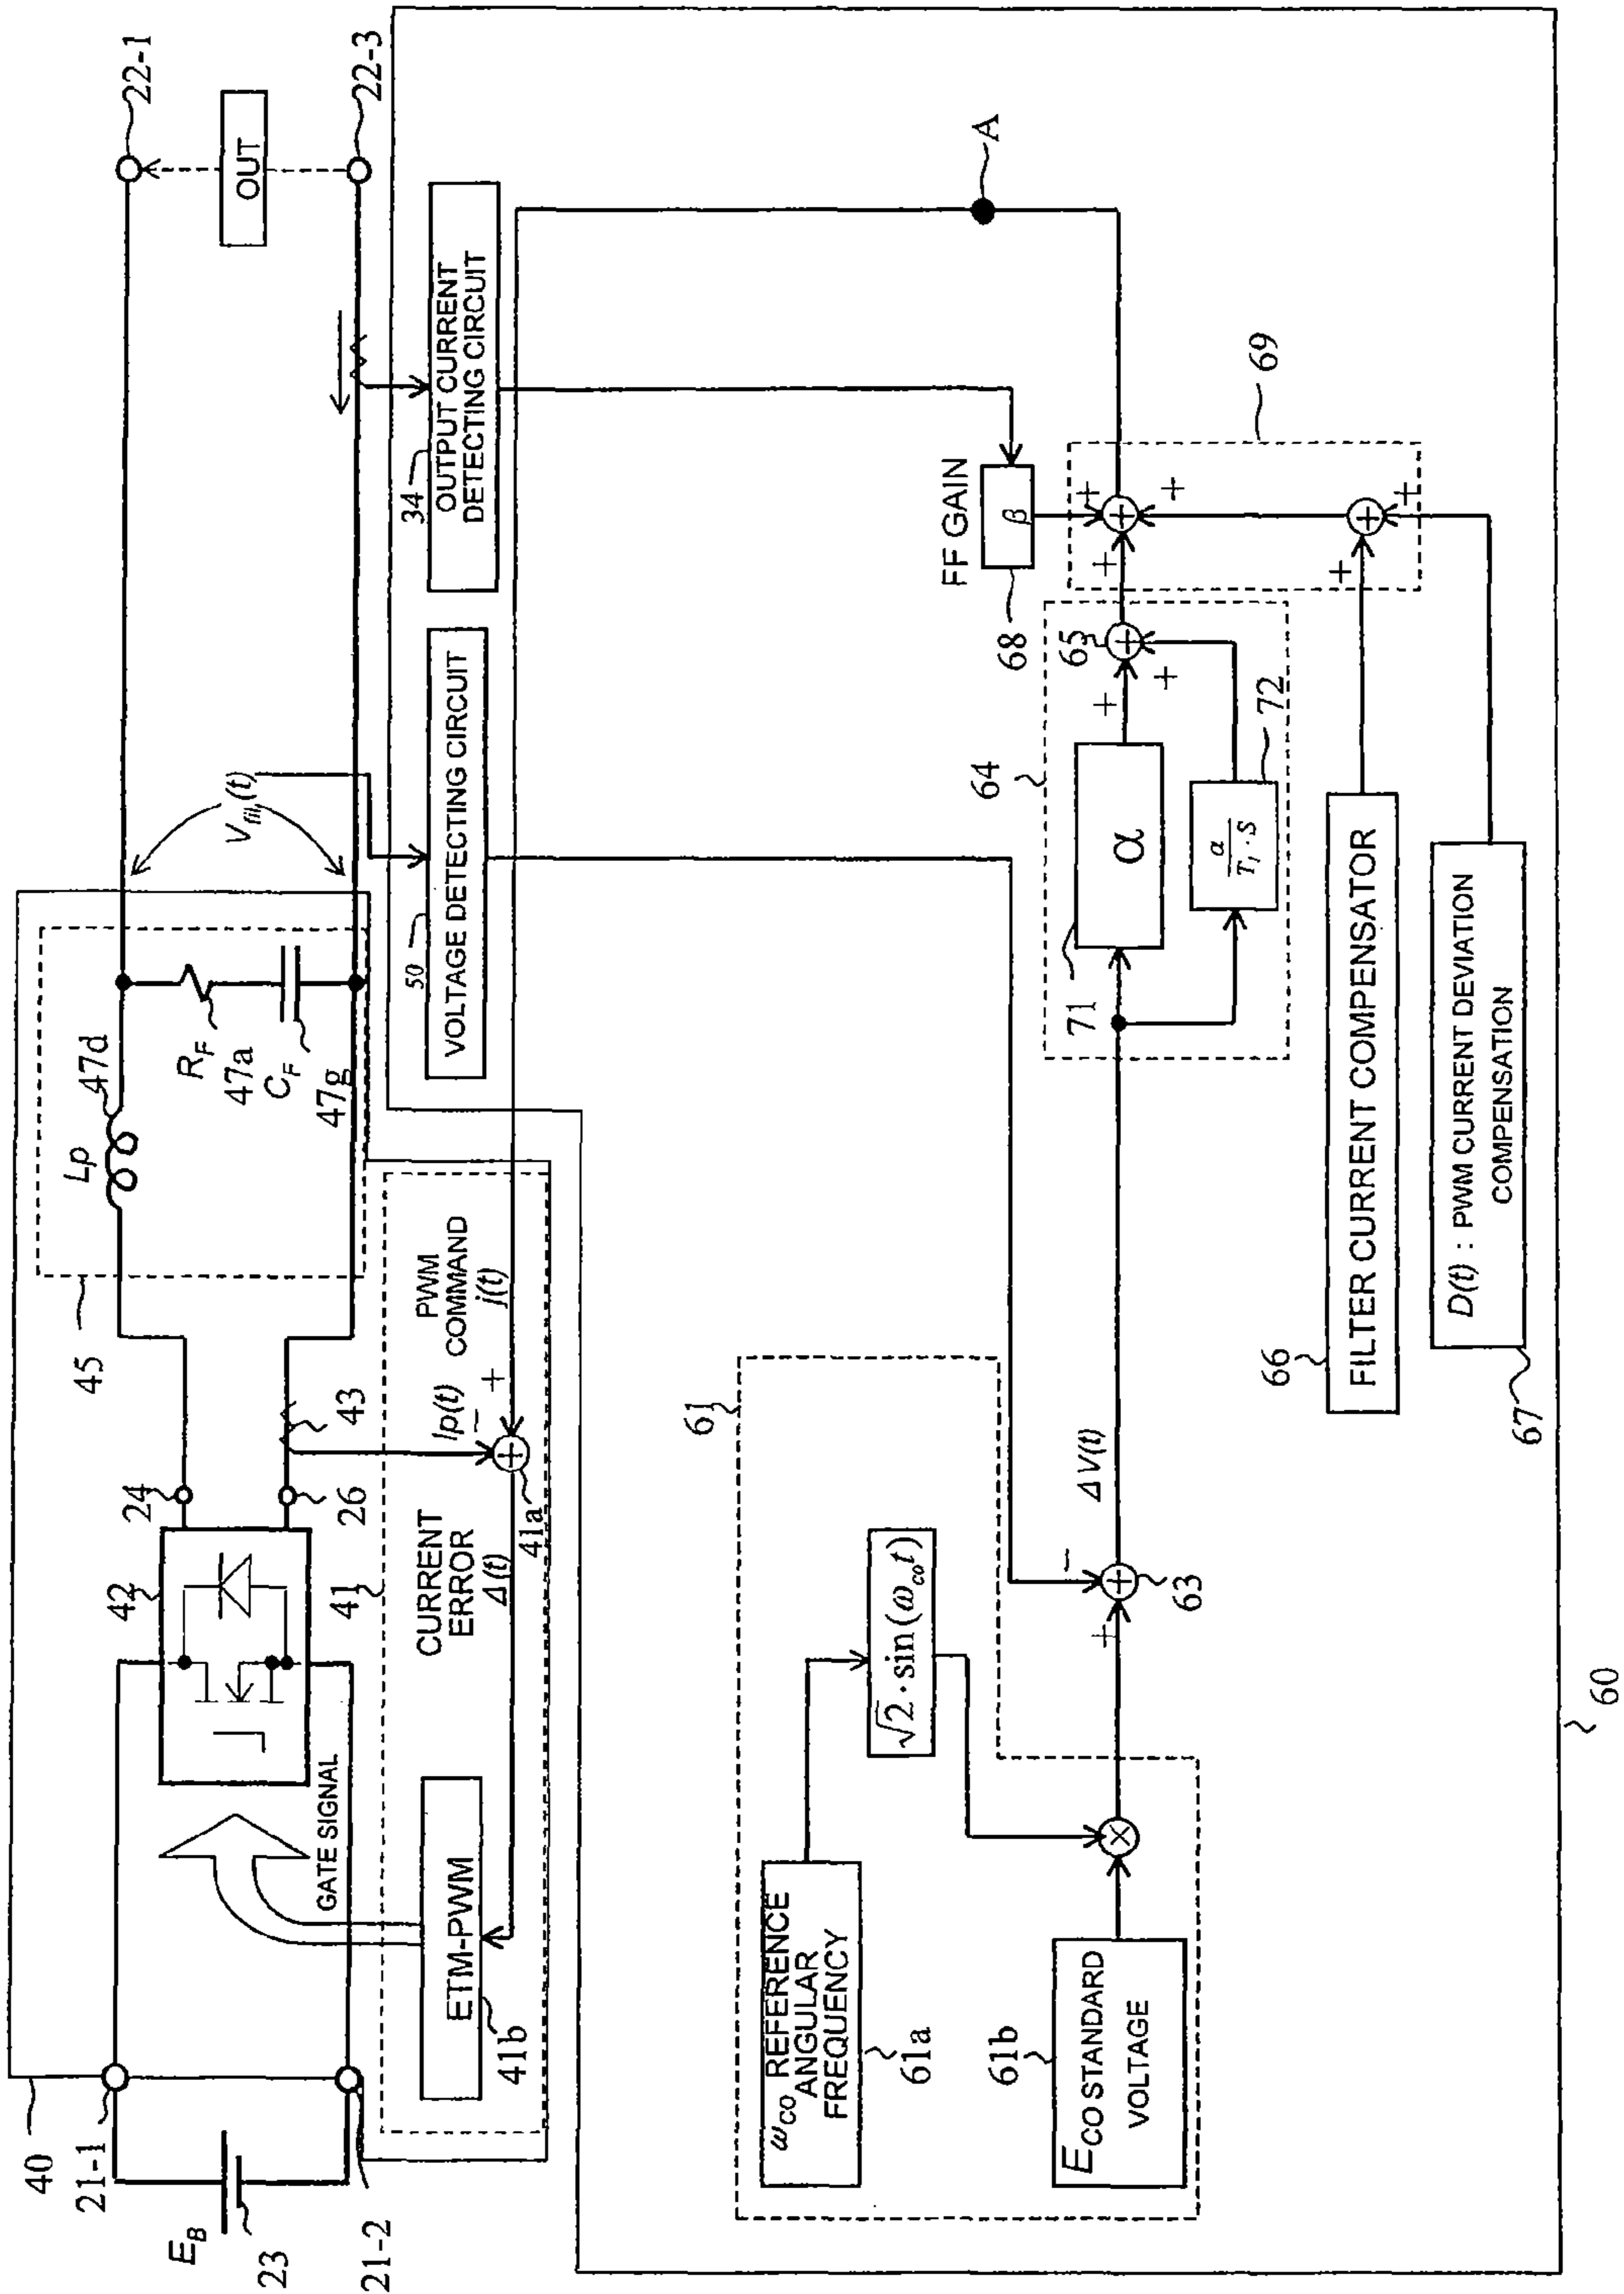 40
21-1
E_B
23
21-2
GATE SIGNAL
42
24
26
43
45
Lp
47d
R_F
47a
C_F
47g
V_fil(t)
22-1
OUT
22-3
41
ETM-PWM
41b
CURRENT
ERROR
Δ(t)
41a
Ip(t)
−
+
PWM
COMMAND
j(t)
50
VOLTAGE DETECTING CIRCUIT
34
OUTPUT CURRENT
DETECTING CIRCUIT
A
61
ω_CO REFERENCE
ANGULAR
FREQUENCY
61a
√2·sin(ω_co t)
E_CO STANDARD
VOLTAGE
61b
×
+
−
+
63
ΔV(t)
64
71
α
α/(T_I·S)
72
+
+
65
+
FF GAIN
β
68
+
+
+
+
69
+
+
+
66
FILTER CURRENT COMPENSATOR
D(t) : PWM CURRENT DEVIATION
COMPENSATION
67
60